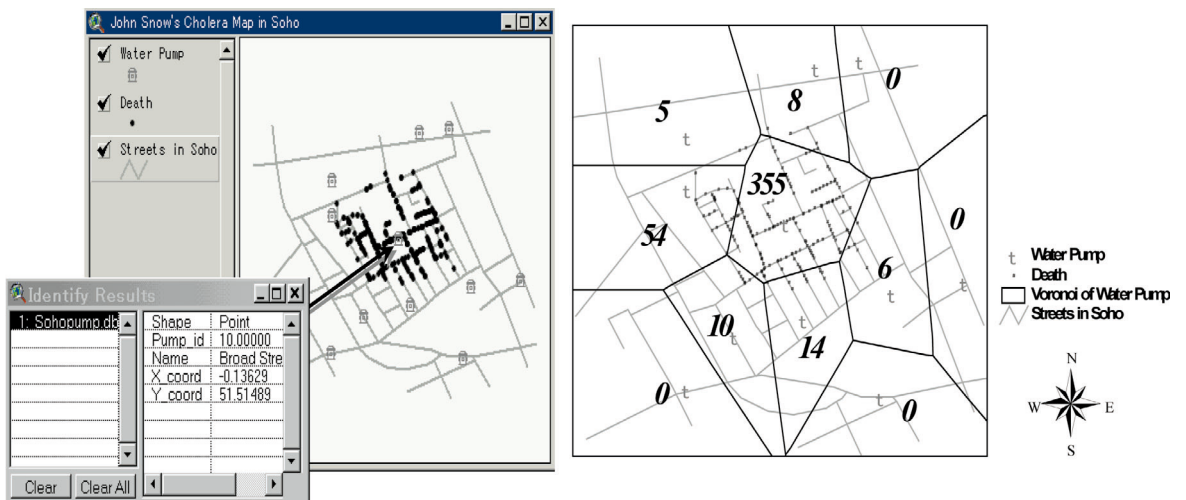 John Snow's Cholera Map in Soho
Water Pump
Death
Streets in Soho
Identify Results
1: Sohopump.db
Shape Point
Pump_id 10.00000
Name Broad Stre
X_coord -0.13629
Y_coord 51.51489
Clear Clear All
5
8
0
355
54
0
6
10
14
0
0
t Water Pump
Death
Voronoi of Water Pump
Streets in Soho
N
W E
S